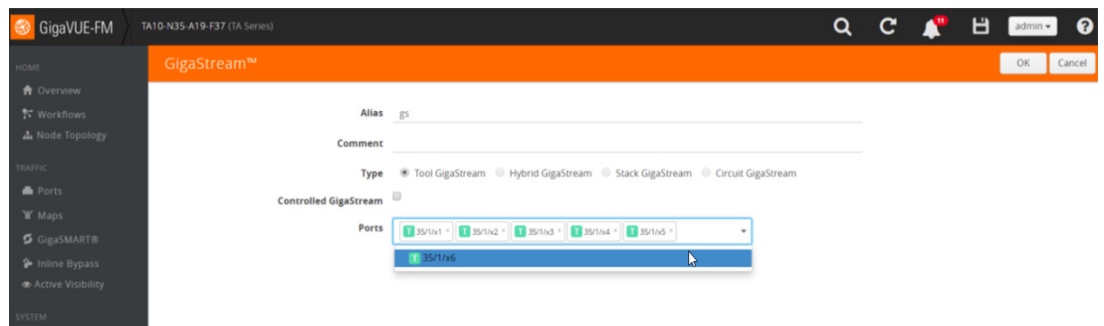 GigaVUE-FM TA10-N35-A19-F37 (TA Series) 11 admin ?
HOME
Overview
Workflows
Node Topology
TRAFFIC
Ports
Maps
GigaSMART®
Inline Bypass
Active Visibility
SYSTEM
GigaStream™ OK Cancel
Alias gs
Comment
Type Tool GigaStream Hybrid GigaStream Stack GigaStream Circuit GigaStream
Controlled GigaStream
Ports T 35/1/x1 × T 35/1/x2 × T 35/1/x3 × T 35/1/x4 × T 35/1/x5 ×
T 35/1/x6